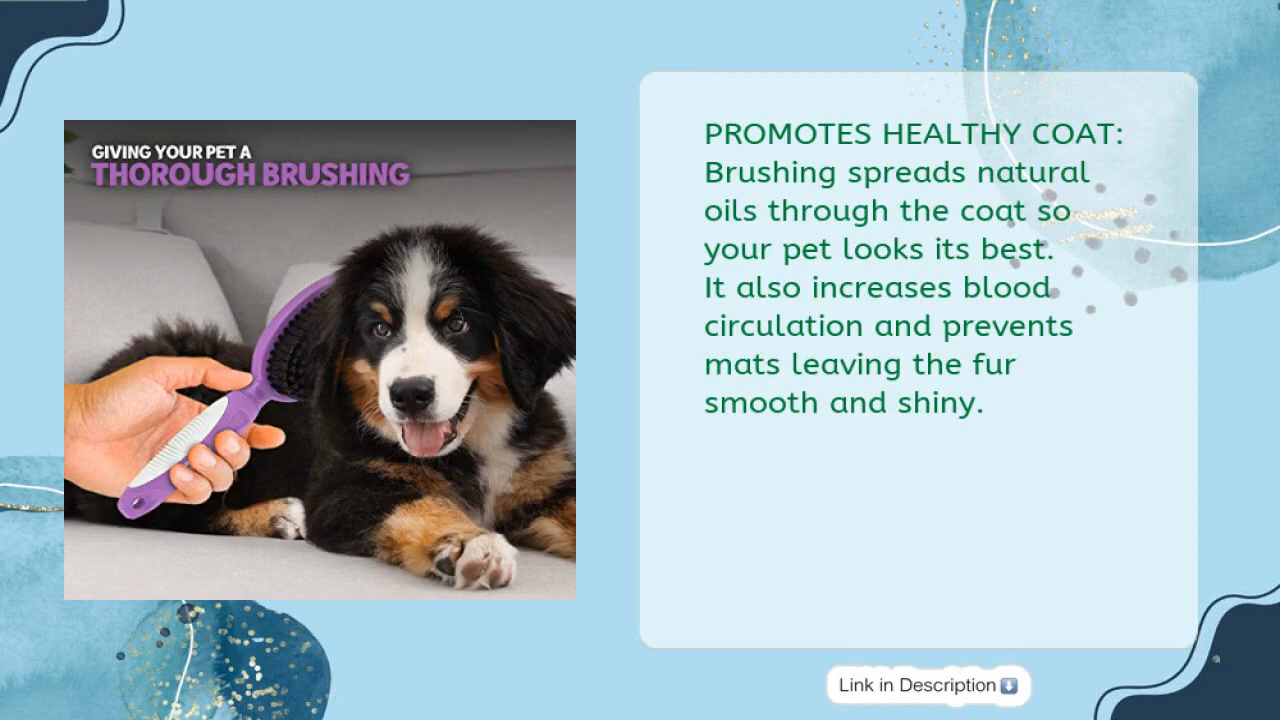 GIVING YOUR PET A
THOROUGH BRUSHING
PROMOTES HEALTHY COAT:
Brushing spreads natural
oils through the coat so
your pet looks its best.
It also increases blood
circulation and prevents
mats leaving the fur
smooth and shiny.
Link in Description⬇️